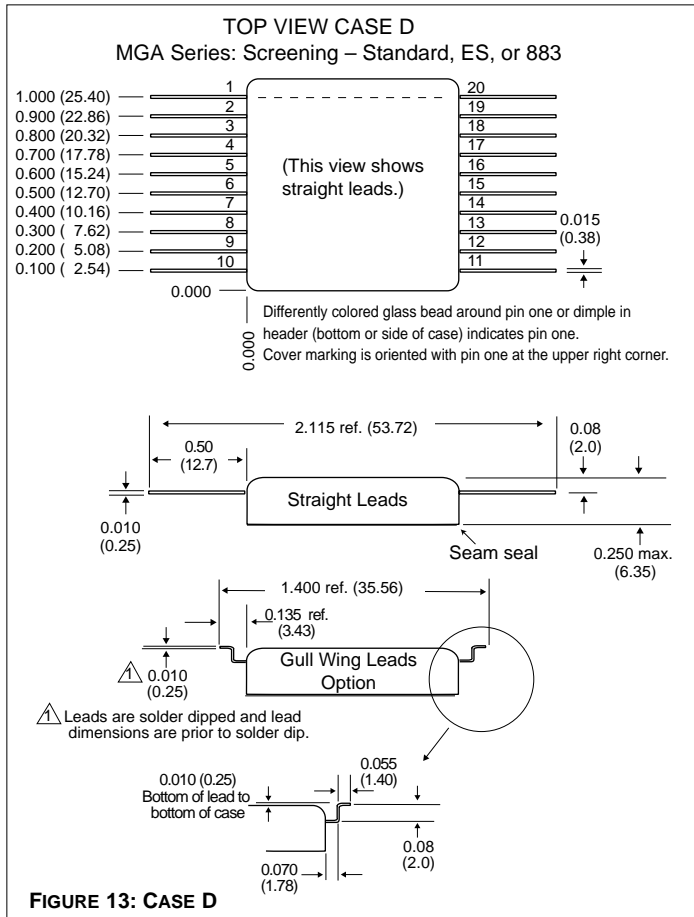 TOP VIEW CASE D
MGA Series: Screening – Standard, ES, or 883
1
2
3
4
5
6
7
8
9
10
20
19
18
17
16
15
14
13
12
11
1.000 (25.40)
0.900 (22.86)
0.800 (20.32)
0.700 (17.78)
0.600 (15.24)
0.500 (12.70)
0.400 (10.16)
0.300 ( 7.62)
0.200 ( 5.08)
0.100 ( 2.54)
0.000
(This view shows
straight leads.)
0.015
(0.38)
0.000
Differently colored glass bead around pin one or dimple in
header (bottom or side of case) indicates pin one.
Cover marking is oriented with pin one at the upper right corner.
2.115 ref. (53.72)
0.50
(12.7)
0.08
(2.0)
Straight Leads
0.010
(0.25)
Seam seal
0.250 max.
(6.35)
1.400 ref. (35.56)
0.135 ref.
(3.43)
Gull Wing Leads
Option
1 0.010
(0.25)
1 Leads are solder dipped and lead
dimensions are prior to solder dip.
0.055
(1.40)
0.010 (0.25)
Bottom of lead to
bottom of case
0.08
(2.0)
0.070
(1.78)
FIGURE 13: CASE D